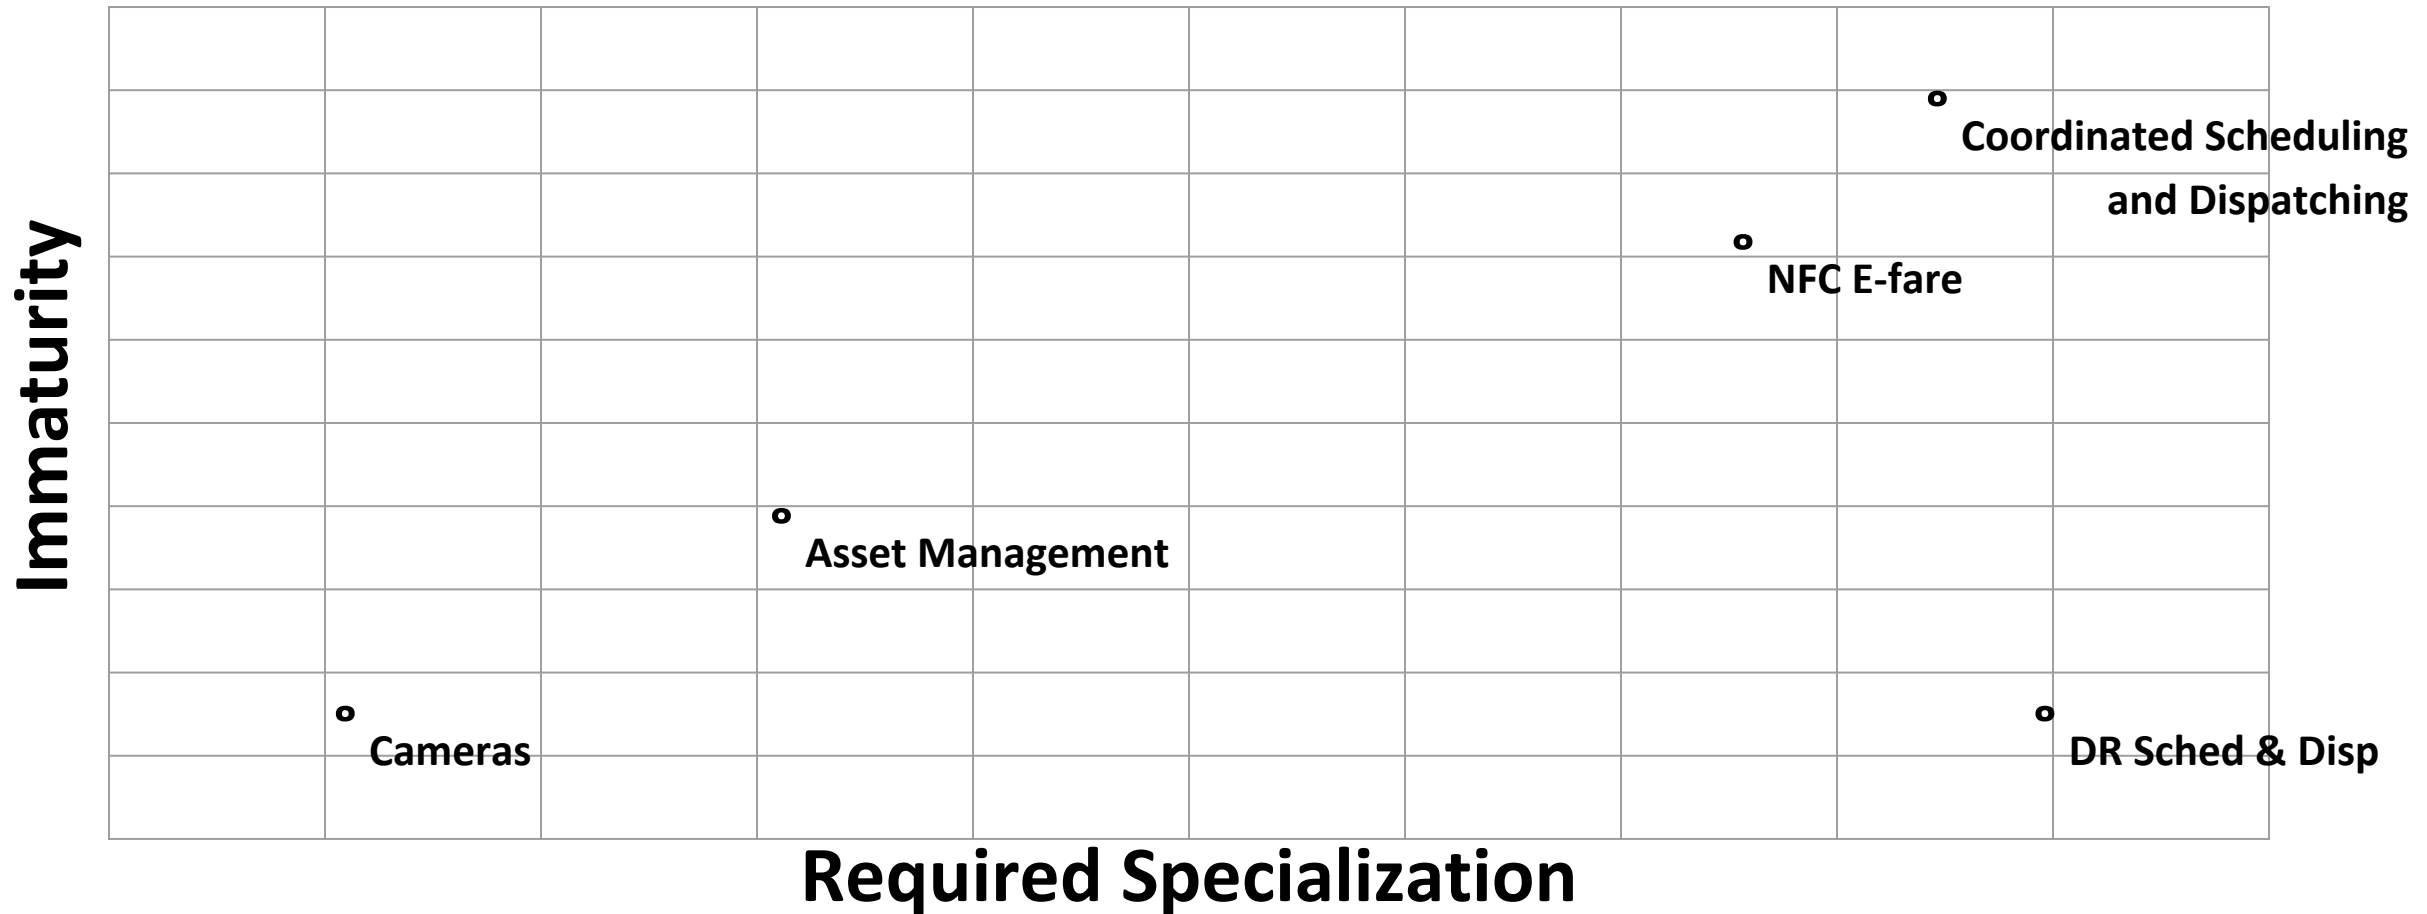 Coordinated Scheduling
and Dispatching
NFC E-fare
Immaturity
Asset Management
Cameras
DR Sched & Disp
Required Specialization